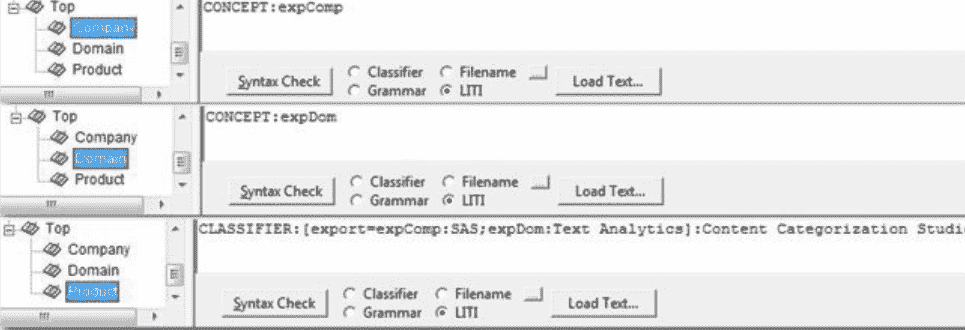 Top
CONCEPT:expComp
Company
Domain
Product
Syntax Check
Classifier
Filename
...
Grammar
LITI
Load Text...
Top
CONCEPT:expDom
Company
Domain
Product
Syntax Check
Classifier
Filename
...
Grammar
LITI
Load Text...
Top
CLASSIFIER:[export=expComp:SAS;expDom:Text Analytics]:Content Categorization Studi
Company
Domain
Product
Syntax Check
Classifier
Filename
...
Grammar
LITI
Load Text...